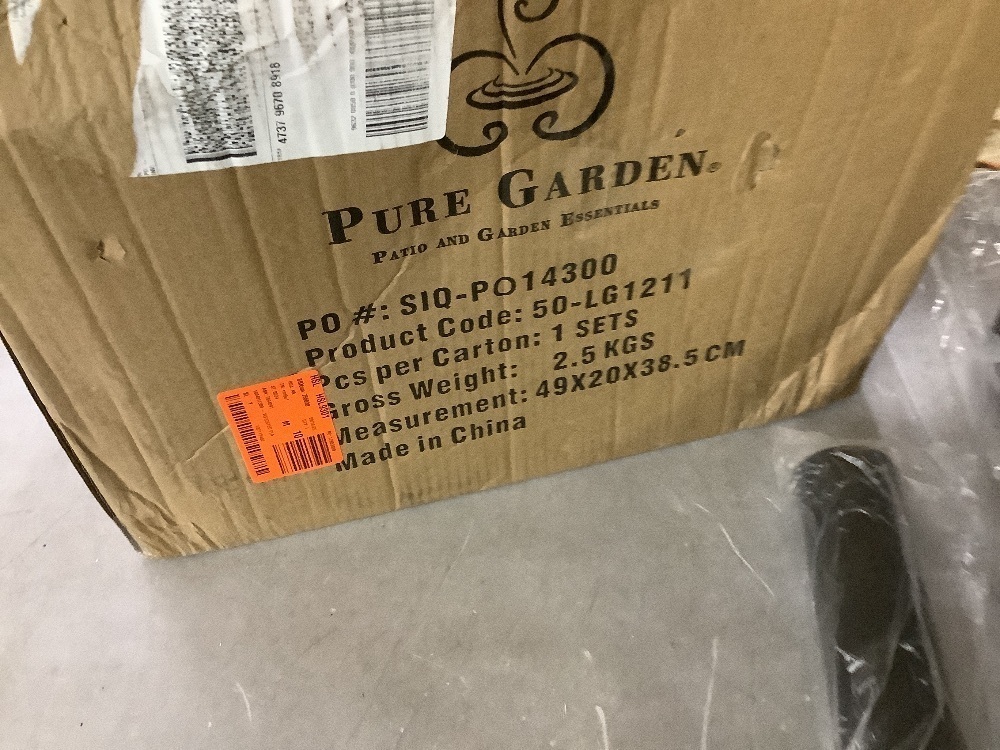 4737 9670 8918
PURE GARDEN®
PATIO AND GARDEN ESSENTIALS
PO #: SIQ-PO14300
Product Code: 50-LG1211
Pcs per Carton: 1 SETS
Gross Weight: 2.5 KGS
Measurement: 49X20X38.5 CM
Made in China